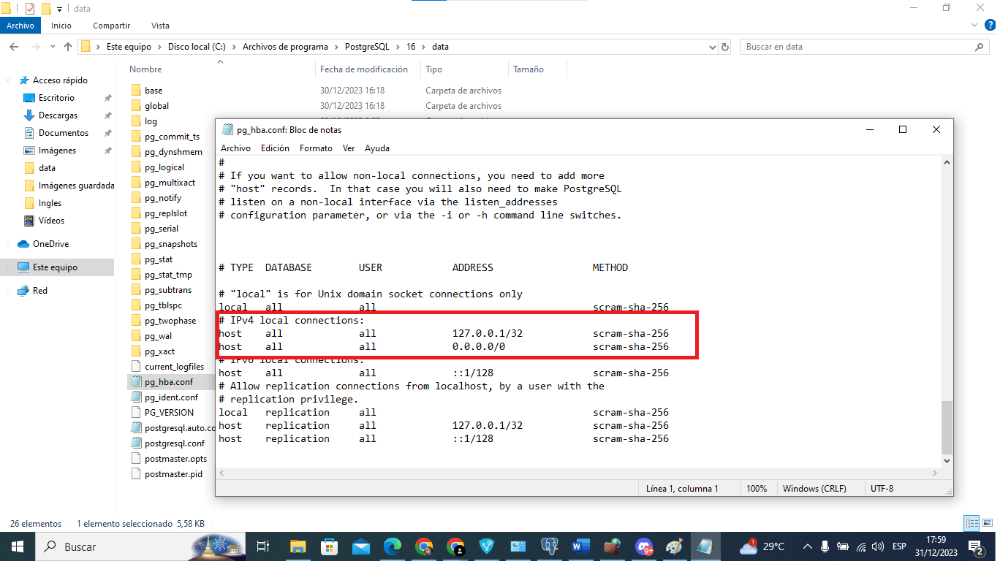 data
Archivo Inicio Compartir Vista
Este equipo Disco local (C:) Archivos de programa PostgreSQL 16 data
Buscar en data
Nombre Fecha de modificación Tipo Tamaño
Acceso rápido
Escritorio
Descargas
Documentos
Imágenes
data
Imágenes guardada
Ingles
Vídeos
OneDrive
Este equipo
Red
base 30/12/2023 16:18 Carpeta de archivos
global 30/12/2023 16:18 Carpeta de archivos
log
pg_commit_ts
pg_dynshmem
pg_logical
pg_multixact
pg_notify
pg_replslot
pg_serial
pg_snapshots
pg_stat
pg_stat_tmp
pg_subtrans
pg_tblspc
pg_twophase
pg_wal
pg_xact
current_logfiles
pg_hba.conf
pg_ident.conf
PG_VERSION
postgresql.auto.co
postgresql.conf
postmaster.opts
postmaster.pid
pg_hba.conf: Bloc de notas
Archivo Edición Formato Ver Ayuda
#
# If you want to allow non-local connections, you need to add more
# "host" records.  In that case you will also need to make PostgreSQL
# listen on a non-local interface via the listen_addresses
# configuration parameter, or via the -i or -h command line switches.
# TYPE  DATABASE        USER            ADDRESS                 METHOD
# "local" is for Unix domain socket connections only
local   all             all                                     scram-sha-256
# IPv4 local connections:
host    all             all             127.0.0.1/32            scram-sha-256
host    all             all             0.0.0.0/0               scram-sha-256
# IPv6 local connections:
host    all             all             ::1/128                 scram-sha-256
# Allow replication connections from localhost, by a user with the
# replication privilege.
local   replication     all                                     scram-sha-256
host    replication     all             127.0.0.1/32            scram-sha-256
host    replication     all             ::1/128                 scram-sha-256
Línea 1, columna 1 100% Windows (CRLF) UTF-8
26 elementos 1 elemento seleccionado 5,58 KB
Buscar
9+
1
29°C
ESP
17:59
31/12/2023
2